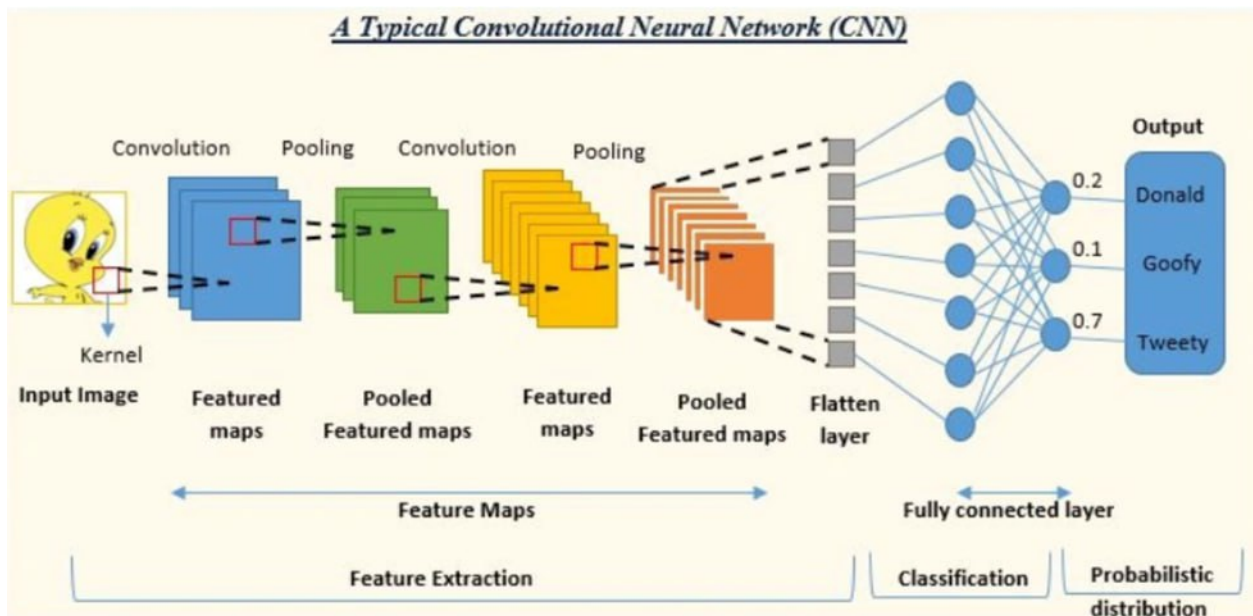 A Typical Convolutional Neural Network (CNN)
Convolution
Pooling
Convolution
Pooling
Output
0.2
Donald
0.1
Goofy
0.7
Tweety
Kernel
Input Image
Featured
maps
Pooled
Featured maps
Featured
maps
Pooled
Featured maps
Flatten
layer
Feature Maps
Fully connected layer
Feature Extraction
Classification
Probabilistic
distribution